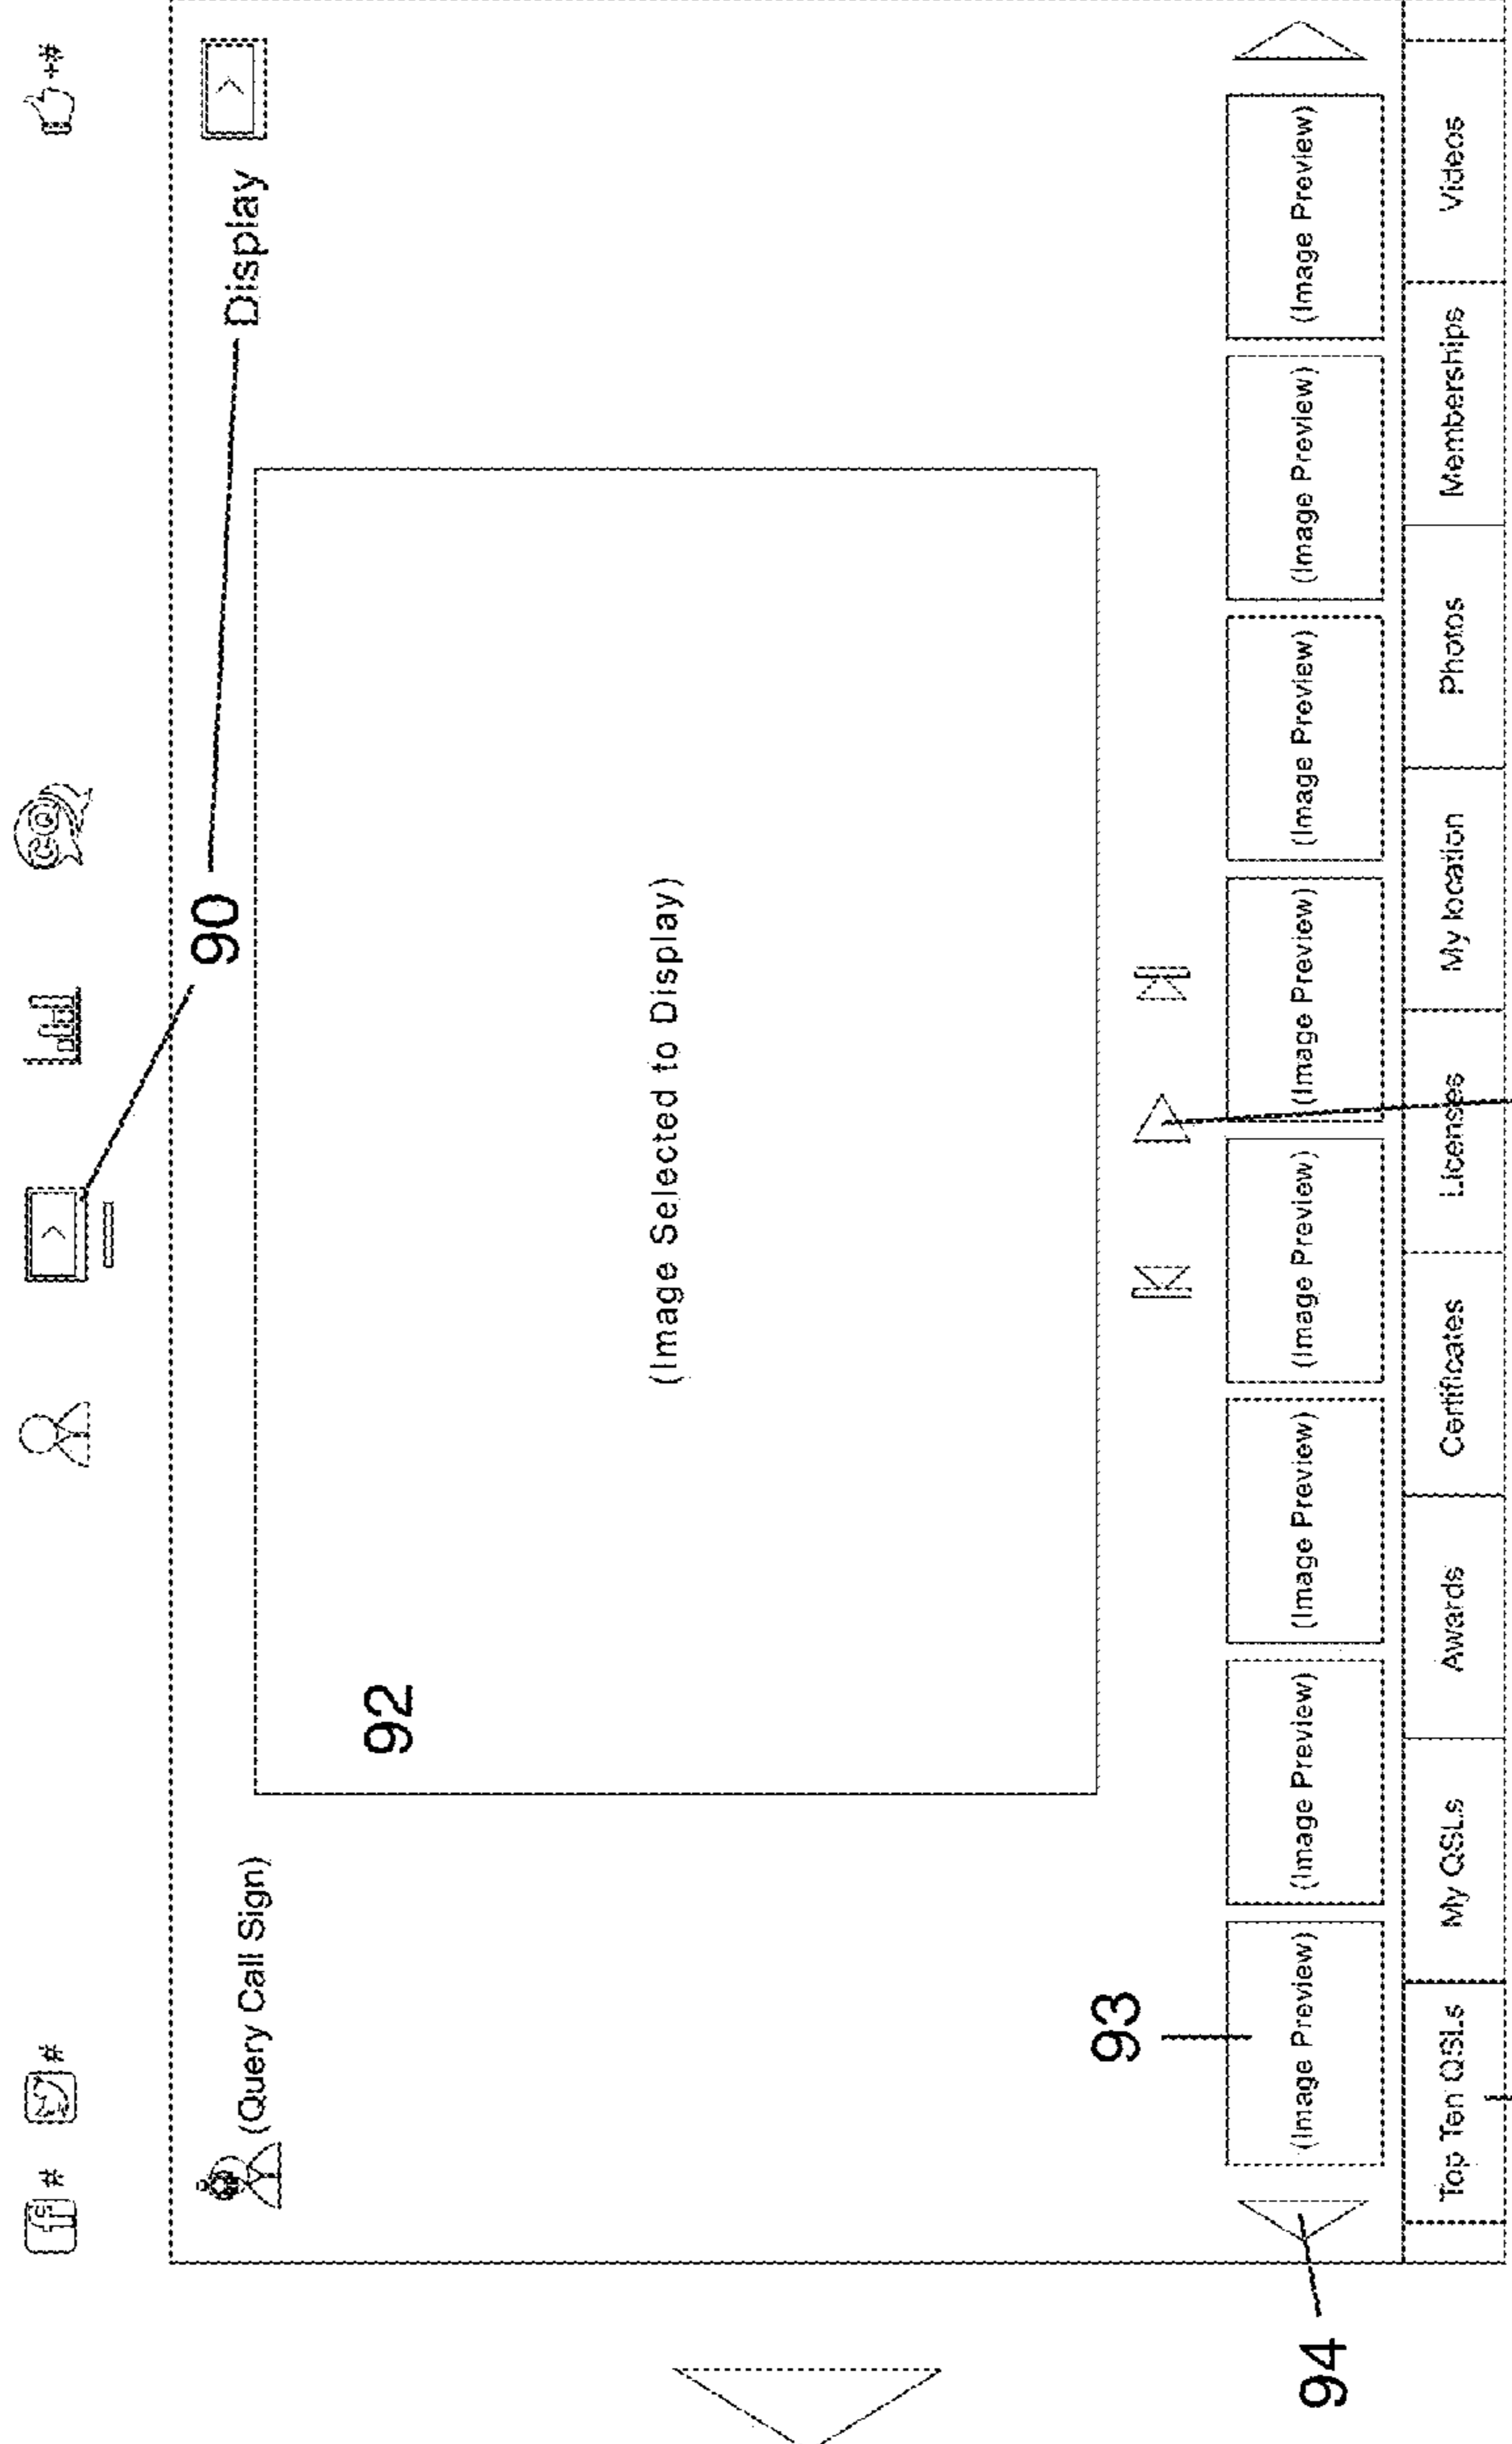 f # #
CQ
+#
90
(Query Call Sign)
Display
92
(Image Selected to Display)
93
94
(Image Preview) (Image Preview) (Image Preview) (Image Preview) (Image Preview) (Image Preview) (Image Preview) (Image Preview)
Top Ten QSLs My QSLs Awards Certificates Licenses My location Photos Memberships Videos